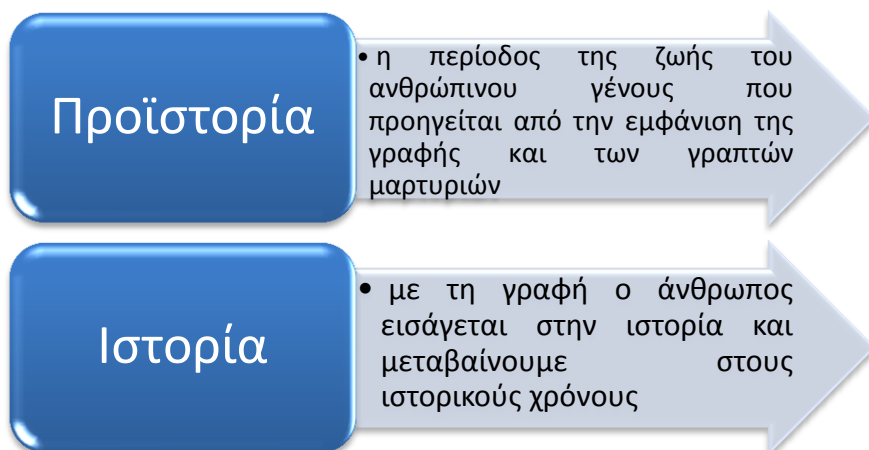 Προϊστορία
• η περίοδος της ζωής του
ανθρώπινου γένους που
προηγείται από την εμφάνιση της
γραφής και των γραπτών
μαρτυριών
Ιστορία
• με τη γραφή ο άνθρωπος
εισάγεται στην ιστορία και
μεταβαίνουμε στους
ιστορικούς χρόνους